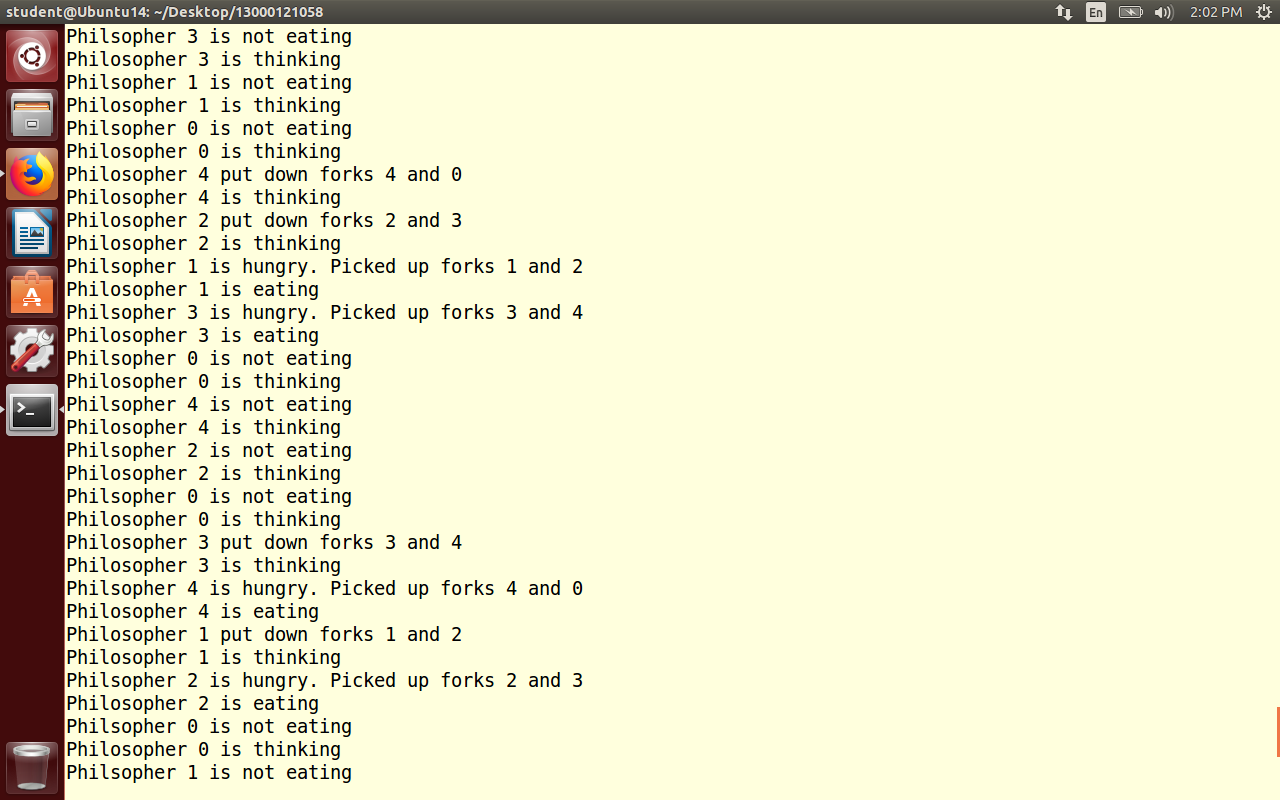 student@Ubuntu14: ~/Desktop/13000121058
En
2:02 PM
Philsopher 3 is not eating
Philosopher 3 is thinking
Philsopher 1 is not eating
Philosopher 1 is thinking
Philsopher 0 is not eating
Philosopher 0 is thinking
Philosopher 4 put down forks 4 and 0
Philosopher 4 is thinking
Philosopher 2 put down forks 2 and 3
Philosopher 2 is thinking
Philsopher 1 is hungry. Picked up forks 1 and 2
Philosopher 1 is eating
Philsopher 3 is hungry. Picked up forks 3 and 4
Philosopher 3 is eating
Philsopher 0 is not eating
Philosopher 0 is thinking
Philsopher 4 is not eating
Philosopher 4 is thinking
Philsopher 2 is not eating
Philosopher 2 is thinking
Philsopher 0 is not eating
Philosopher 0 is thinking
Philosopher 3 put down forks 3 and 4
Philosopher 3 is thinking
Philsopher 4 is hungry. Picked up forks 4 and 0
Philosopher 4 is eating
Philosopher 1 put down forks 1 and 2
Philosopher 1 is thinking
Philsopher 2 is hungry. Picked up forks 2 and 3
Philosopher 2 is eating
Philsopher 0 is not eating
Philosopher 0 is thinking
Philsopher 1 is not eating